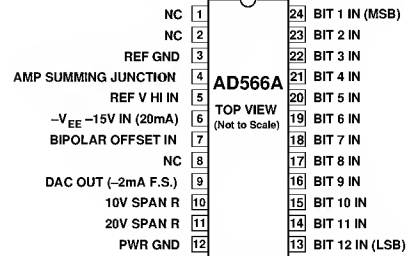 NC 1
NC 2
REF GND 3
AMP SUMMING JUNCTION 4
REF V HI IN 5
–VEE –15V IN (20mA) 6
BIPOLAR OFFSET IN 7
NC 8
DAC OUT (–2mA F.S.) 9
10V SPAN R 10
20V SPAN R 11
PWR GND 12
AD566A
TOP VIEW
(Not to Scale)
24 BIT 1 IN (MSB)
23 BIT 2 IN
22 BIT 3 IN
21 BIT 4 IN
20 BIT 5 IN
19 BIT 6 IN
18 BIT 7 IN
17 BIT 8 IN
16 BIT 9 IN
15 BIT 10 IN
14 BIT 11 IN
13 BIT 12 IN (LSB)